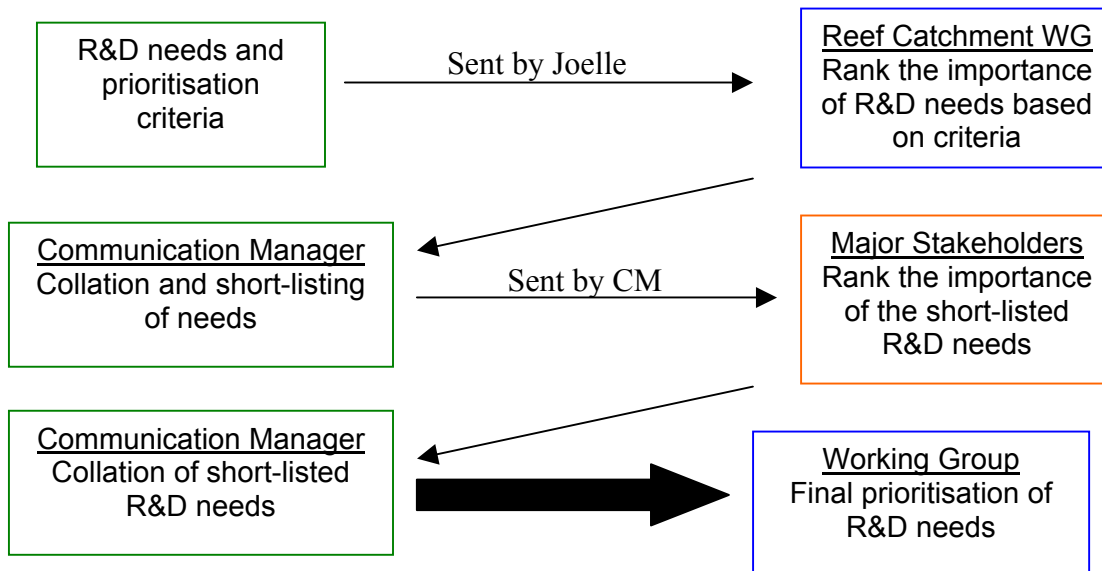 R&D needs and
prioritisation
criteria
Sent by Joelle
Reef Catchment WG
Rank the importance
of R&D needs based
on criteria
Communication Manager
Collation and short-listing
of needs
Sent by CM
Major Stakeholders
Rank the importance
of the short-listed
R&D needs
Communication Manager
Collation of short-listed
R&D needs
Working Group
Final prioritisation of
R&D needs